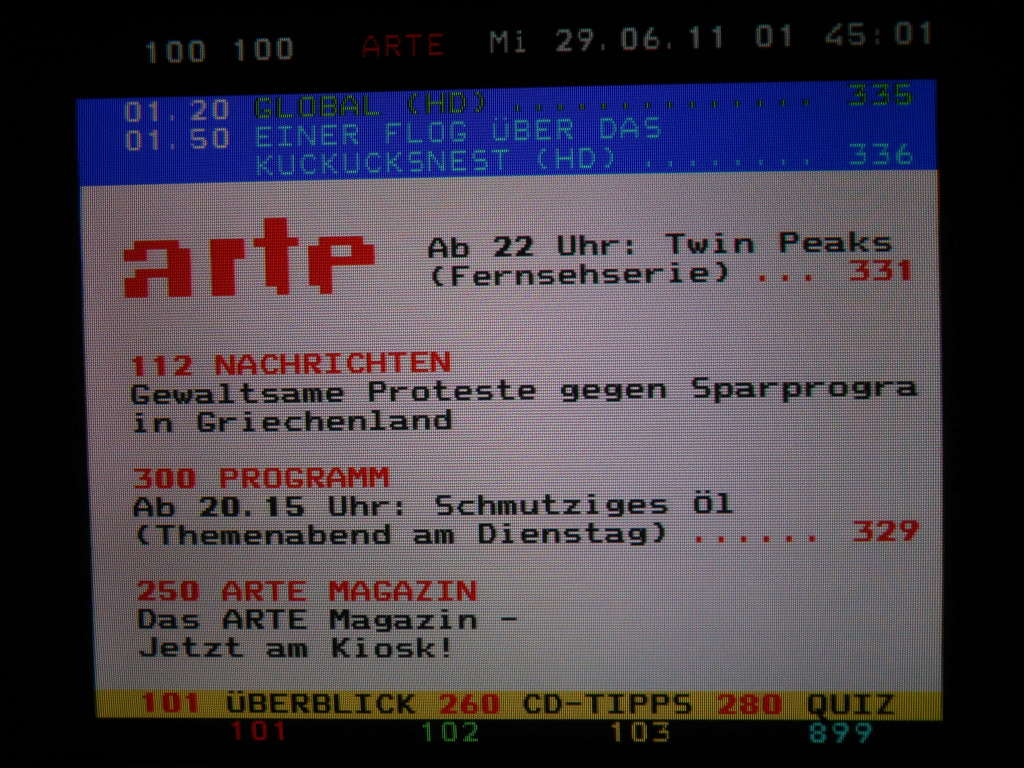 100 100 ARTE Mi 29.06.11 01 45:01
01.20 GLOBAL (HD) .............. 335
01.50 EINER FLOG ÜBER DAS
KUCKUCKSNEST (HD) ........ 336
arte
Ab 22 Uhr: Twin Peaks
(Fernsehserie) ... 331
112 NACHRICHTEN
Gewaltsame Proteste gegen Sparprogra
in Griechenland
300 PROGRAMM
Ab 20.15 Uhr: Schmutziges Öl
(Themenabend am Dienstag) ...... 329
250 ARTE MAGAZIN
Das ARTE Magazin -
Jetzt am Kiosk!
101 ÜBERBLICK 260 CD-TIPPS 280 QUIZ
101 102 103 899